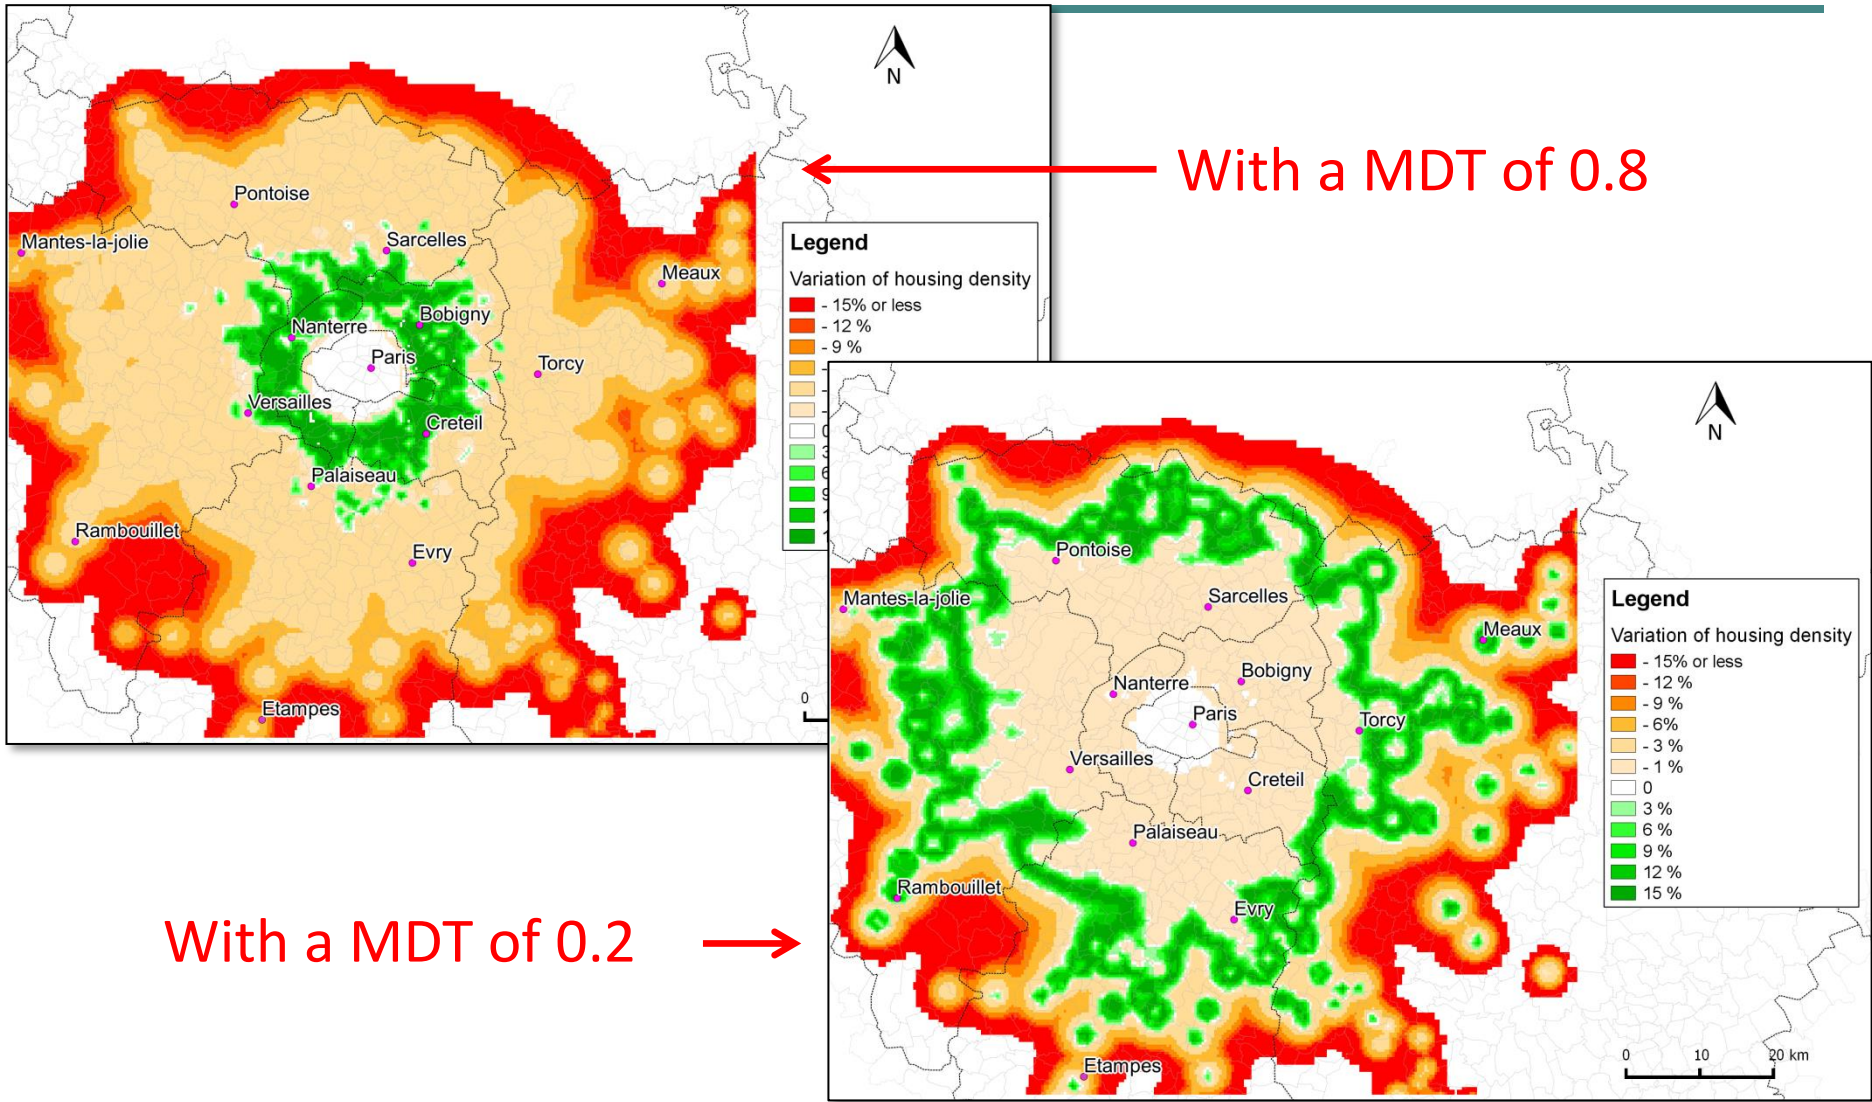 N
With a MDT of 0.8
Pontoise
Mantes-la-jolie
Sarcelles
Meaux
Nanterre
Bobigny
Paris
Torcy
Versailles
Creteil
Palaiseau
Rambouillet
Evry
Etampes
Legend
Variation of housing density
- 15% or less
- 12 %
- 9 %
-
-
-
0
3
6
0
N
Pontoise
Mantes-la-jolie
Sarcelles
Meaux
Nanterre
Bobigny
Paris
Torcy
Versailles
Creteil
Palaiseau
Rambouillet
Evry
Etampes
Legend
Variation of housing density
- 15% or less
- 12 %
- 9 %
- 6%
- 3 %
- 1 %
0
3 %
6 %
9 %
12 %
15 %
0 10 20 km
With a MDT of 0.2